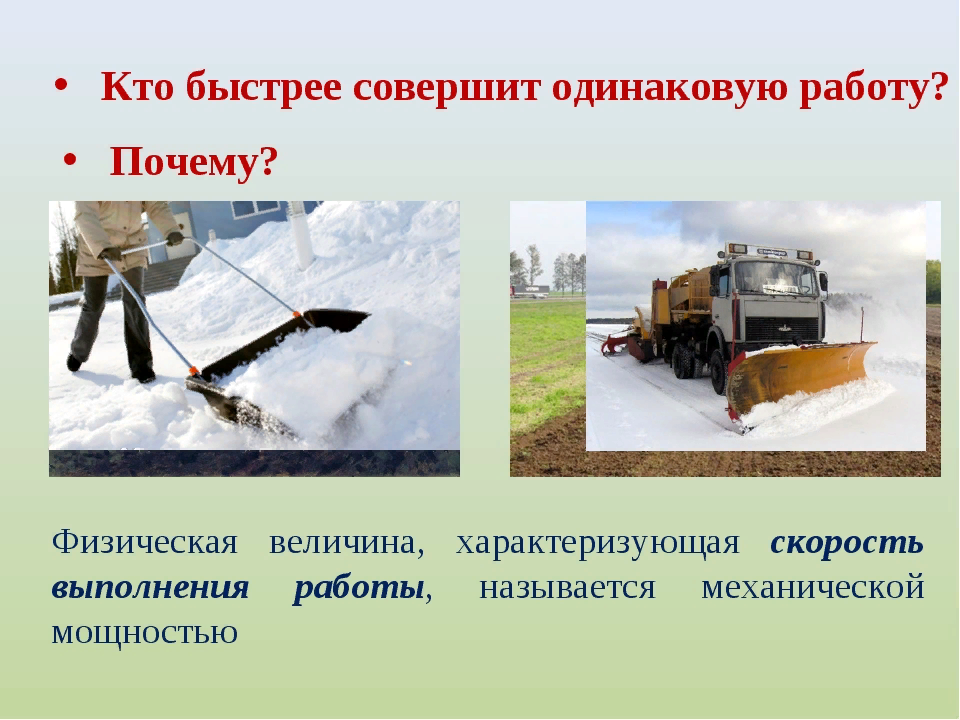 • Кто быстрее совершит одинаковую работу?
• Почему?
Физическая величина, характеризующая скорость
выполнения работы, называется механической
мощностью